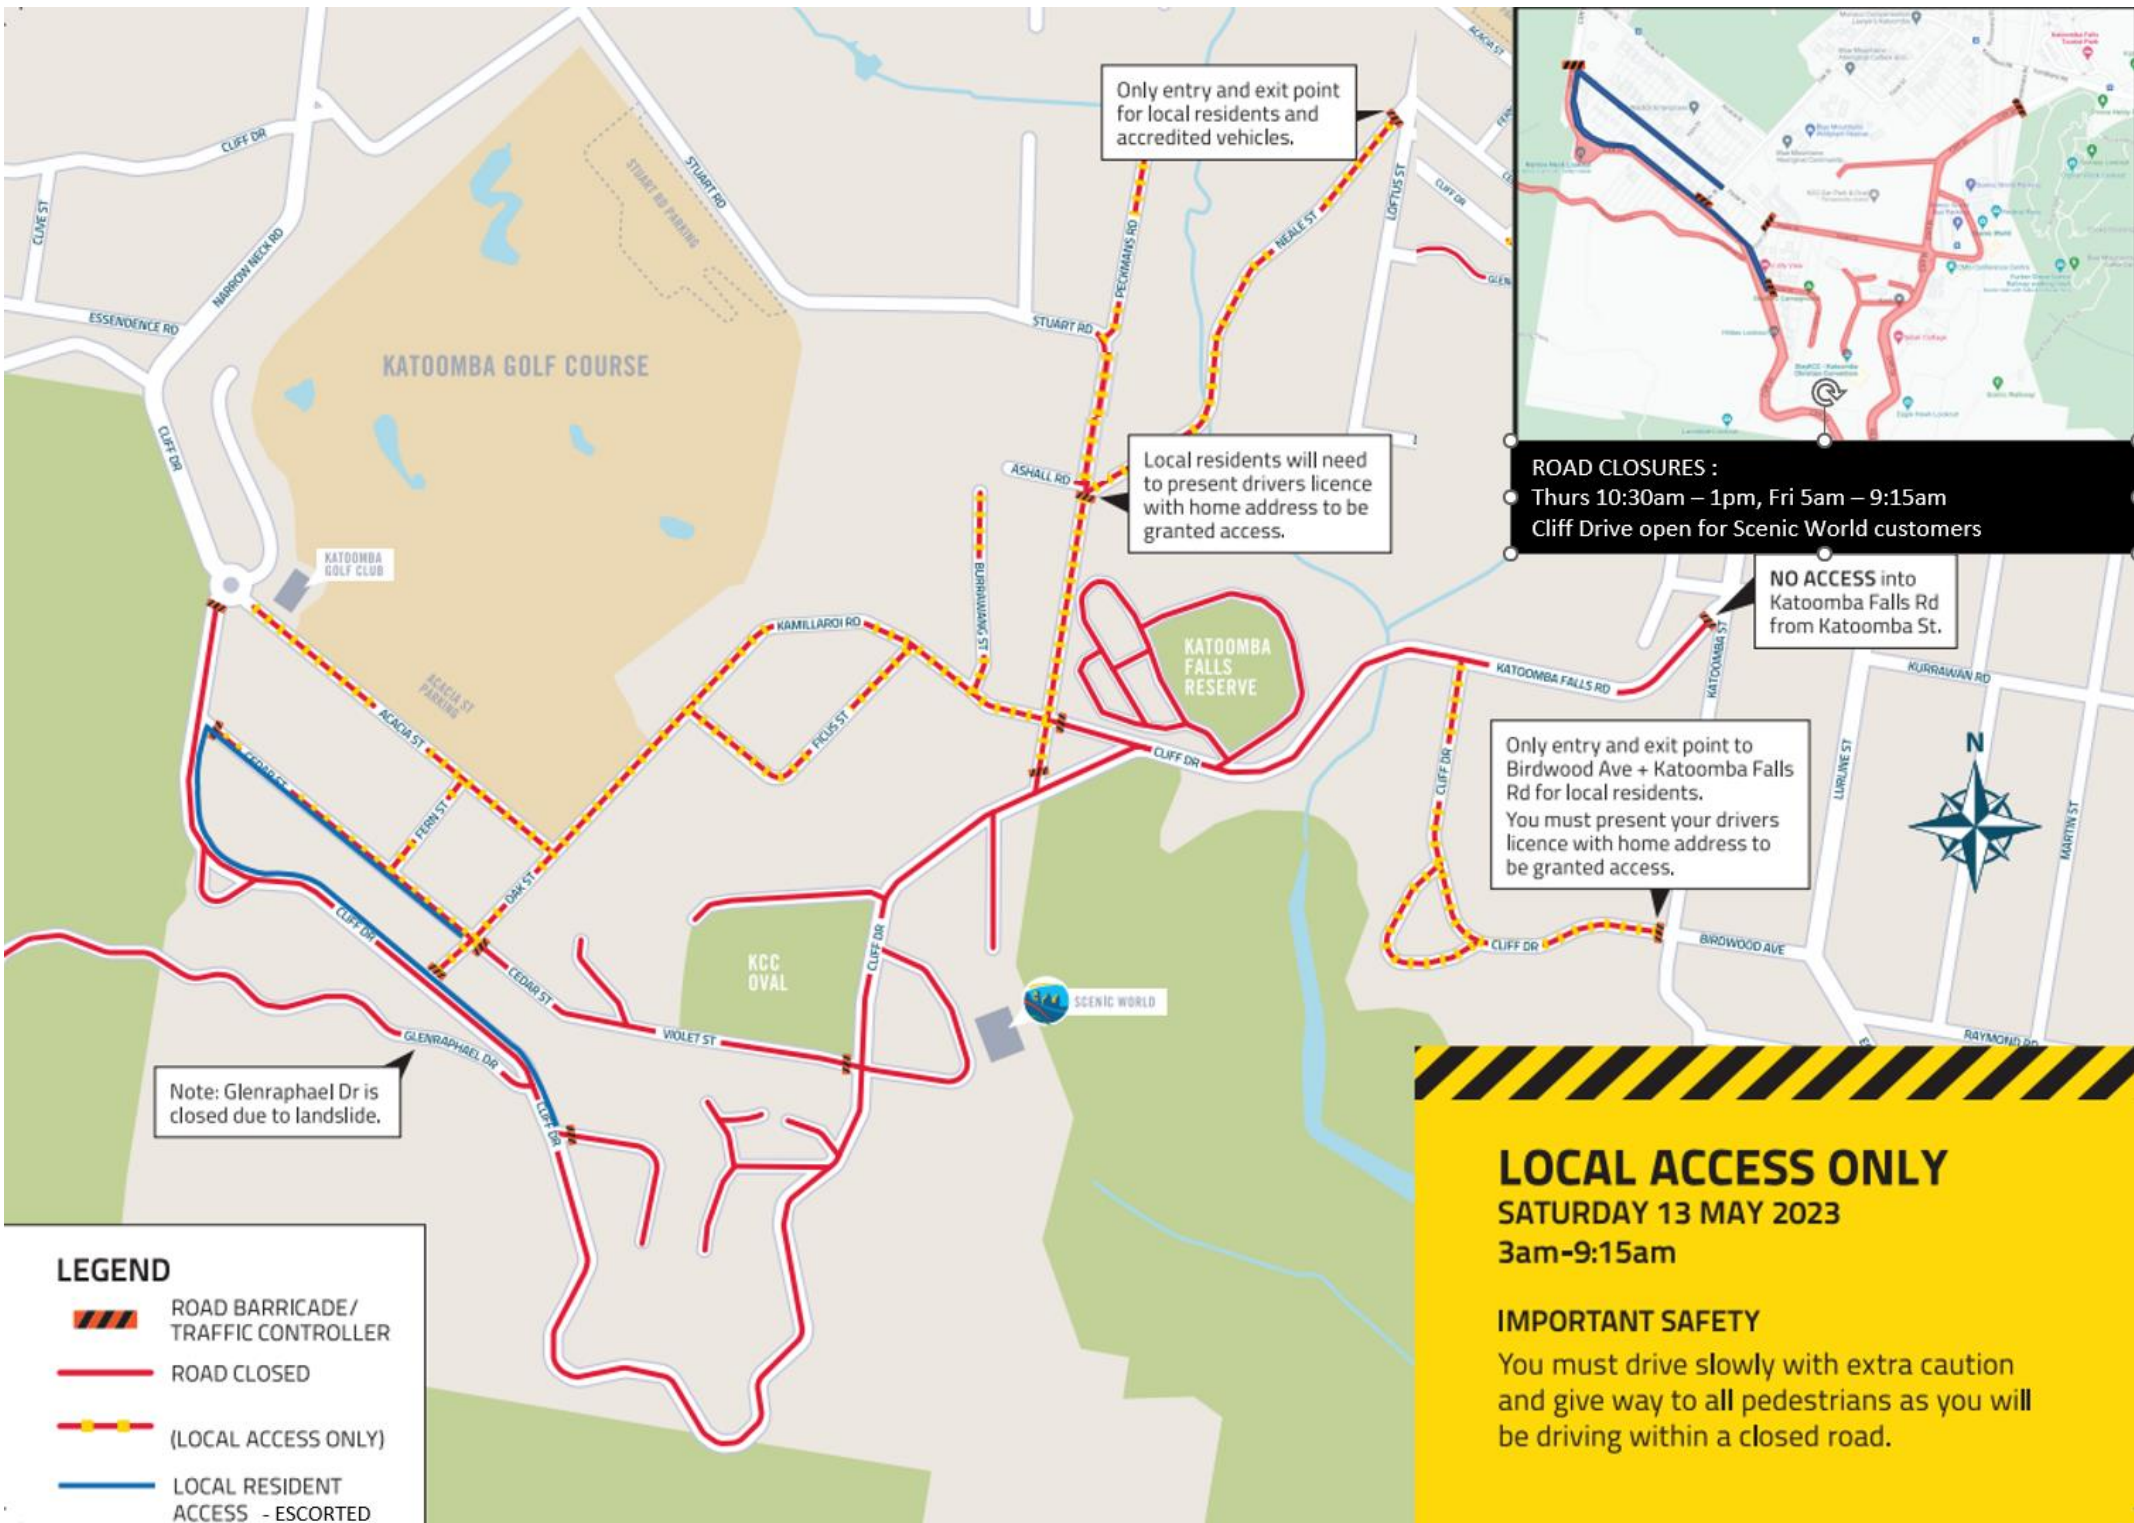 Only entry and exit point
for local residents and
accredited vehicles.
ACACIA ST
CLIFF DR
STUART RD PARKING
STUART RD
CLIVE ST
NARROW NECK RD
PECKMANS RD
NEALE ST
LOFTUS ST
CLIFF DR
GLEN
ESSENDENCE RD
STUART RD
KATOOMBA GOLF COURSE
CLIFF DR
ASHALL RD
Local residents will need
to present drivers licence
with home address to be
granted access.
ROAD CLOSURES :
Thurs 10:30am – 1pm, Fri 5am – 9:15am
Cliff Drive open for Scenic World customers
KATOOMBA
GOLF CLUB
BURRAWANG ST
KAMILLAROI RD
NO ACCESS into
Katoomba Falls Rd
from Katoomba St.
KATOOMBA
FALLS
RESERVE
KATOOMBA FALLS RD
KATOOMBA ST
KURRAWAN RD
ACACIA ST
PARKING
ACACIA ST
FICUS ST
CEDAR ST
CLIFF DR
CLIFF DR
Only entry and exit point to
Birdwood Ave + Katoomba Falls
Rd for local residents.
You must present your drivers
licence with home address to
be granted access.
LURLINE ST
N
MARTIN ST
FERN ST
OAK ST
CLIFF DR
CLIFF DR
CLIFF DR
BIRDWOOD AVE
KCC
OVAL
CEDAR ST
SCENIC WORLD
VIOLET ST
GLENRAPHAEL DR
RAYMOND RD
Note: Glenraphael Dr is
closed due to landslide.
CLIFF DR
LOCAL ACCESS ONLY
SATURDAY 13 MAY 2023
3am-9:15am
IMPORTANT SAFETY
You must drive slowly with extra caution
and give way to all pedestrians as you will
be driving within a closed road.
LEGEND
ROAD BARRICADE/
TRAFFIC CONTROLLER
ROAD CLOSED
(LOCAL ACCESS ONLY)
LOCAL RESIDENT
ACCESS - ESCORTED